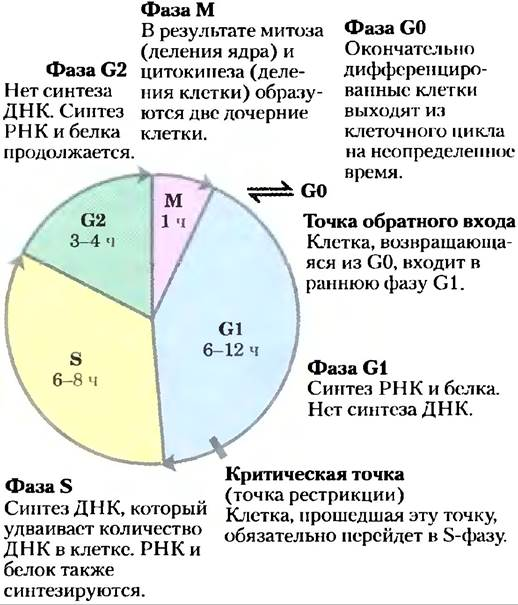 Фаза M
В результате митоза
(деления ядра) и
цитокинеза (деле-
ния клетки) образу-
ются две дочерние
клетки.
Фаза G0
Окончательно
дифференциро-
ванные клетки
выходят из
клеточного цикла
на неопределенное
время.
Фаза G2
Нет синтеза
ДНК. Синтез
РНК и белка
продолжается.
G0
M
1 ч
G2
3–4 ч
Точка обратного входа
Клетка, возвращающа-
яся из G0, входит в
раннюю фазу G1.
G1
6–12 ч
S
6–8 ч
Фаза G1
Синтез РНК и белка.
Нет синтеза ДНК.
Критическая точка
(точка рестрикции)
Клетка, прошедшая эту точку,
обязательно перейдет в S-фазу.
Фаза S
Синтез ДНК, который
удваивает количество
ДНК в клетке. РНК и
белок также
синтезируются.